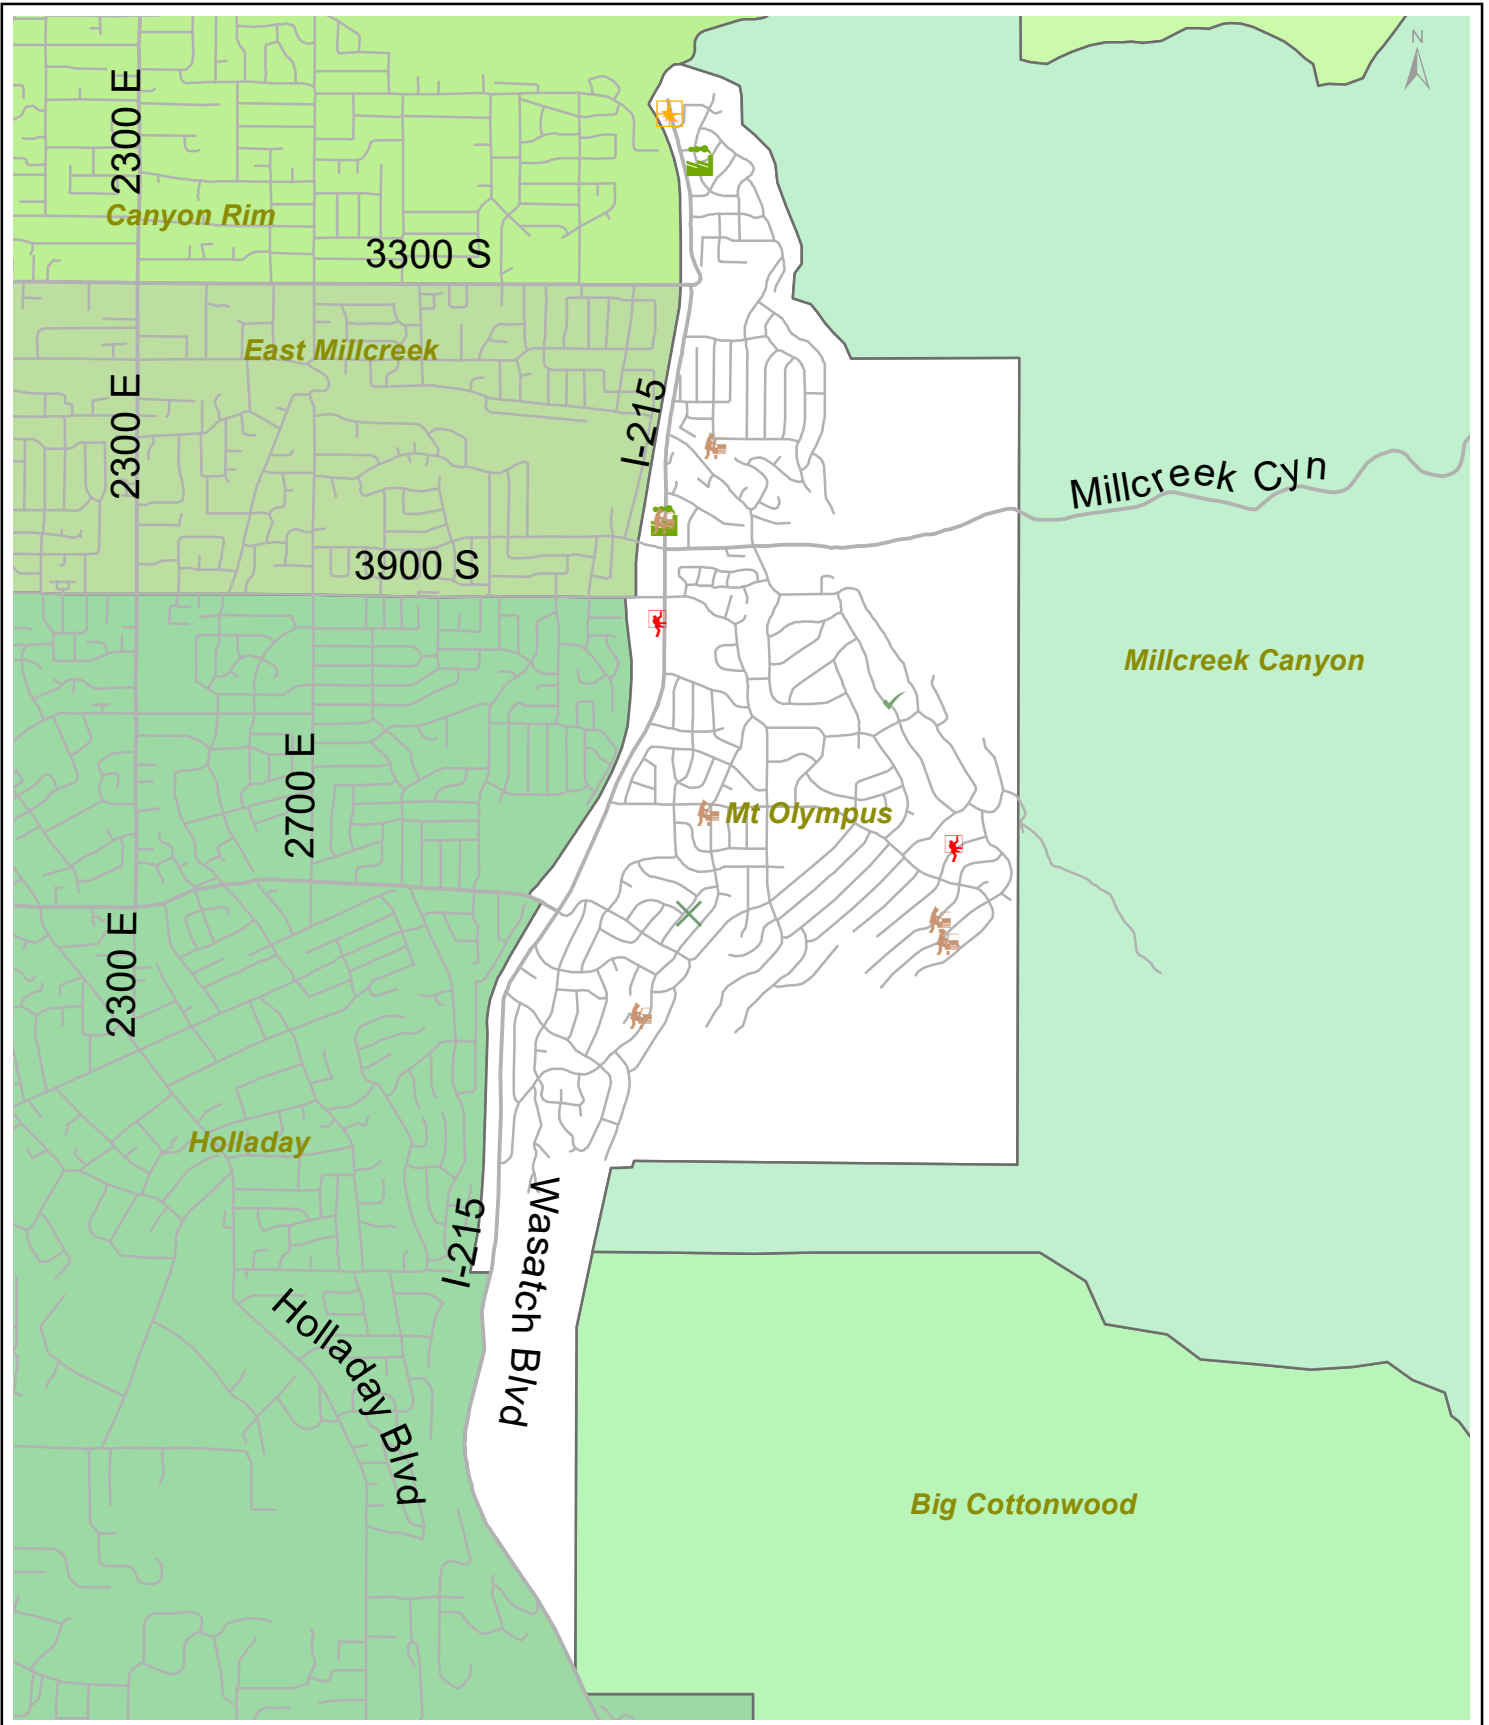 N
2300 E
Canyon Rim
3300 S
East Millcreek
2300 E
I-215
Millcreek Cyn
3900 S
Millcreek Canyon
2700 E
Mt Olympus
2300 E
Holladay
I-215
Wasatch Blvd
Holladay Blvd
Big Cottonwood